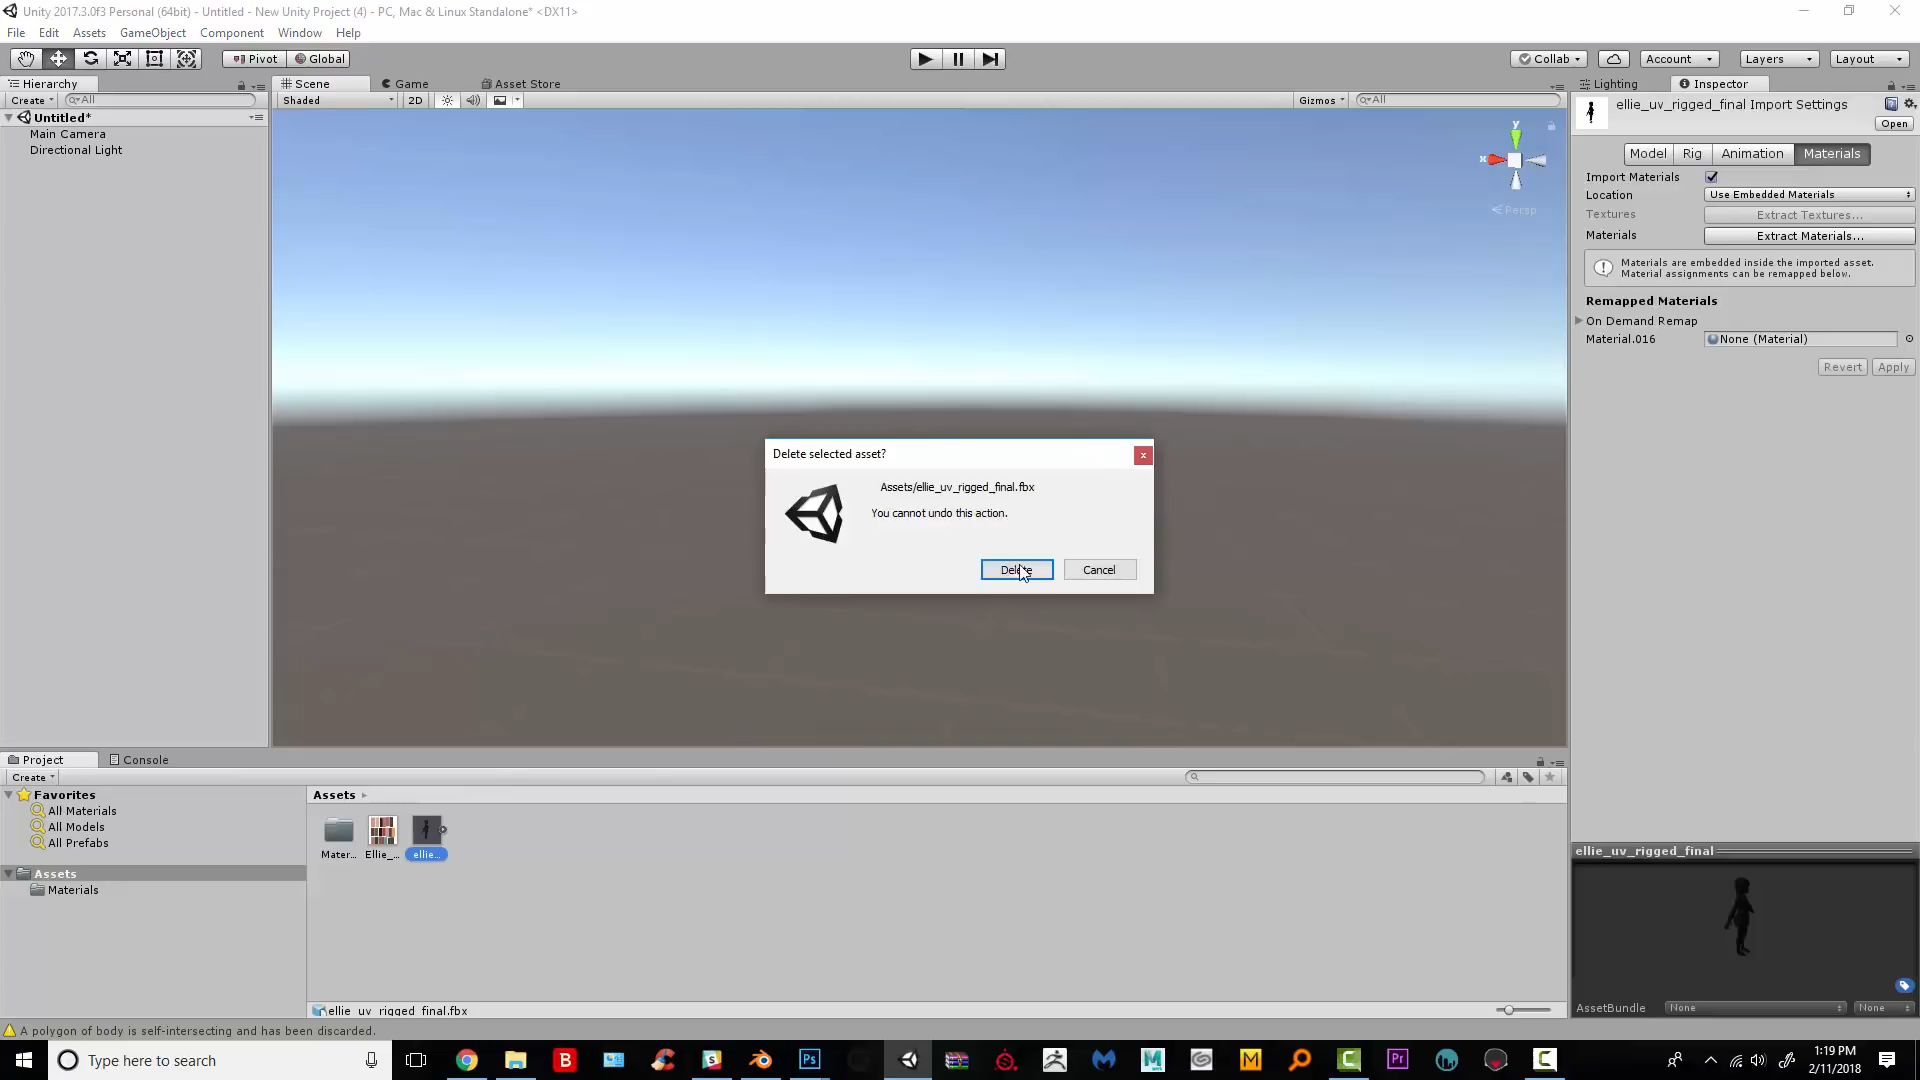 Unity 2017.3.0f3 Personal (64bit) - Untitled - New Unity Project (4) - PC, Mac & Linux Standalone* <DX11>
File Edit Assets GameObject Component Window Help
Pivot Global Collab Account Layers Layout
Hierarchy Scene Game Asset Store Lighting Inspector
Create All Shaded 2D Gizmos All
ellie_uv_rigged_final Import Settings
Open
Untitled*
Main Camera
Directional Light
y
x
Persp
Model Rig Animation Materials
Import Materials
Location Use Embedded Materials
Textures Extract Textures...
Materials Extract Materials...
Materials are embedded inside the imported asset.
Material assignments can be remapped below.
Remapped Materials
On Demand Remap
Material.016 None (Material)
Revert Apply
Delete selected asset?
x
Assets/ellie_uv_rigged_final.fbx
You cannot undo this action.
Delete Cancel
Project Console
Create
Favorites
All Materials
All Models
All Prefabs
Assets
Materials
Assets
Mater... Ellie_... ellie...
ellie_uv_rigged_final.fbx
ellie_uv_rigged_final
AssetBundle None None
A polygon of body is self-intersecting and has been discarded.
Type here to search
B
Ps
M
M
Pr
C
C
1:19 PM
2/11/2018